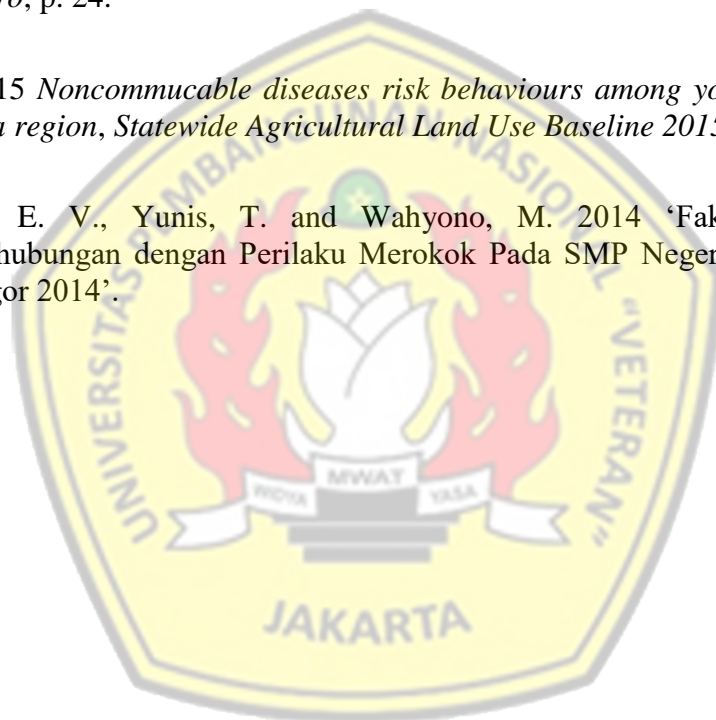 p. 24.
15 Noncommucable diseases risk behaviours among yo
a region, Statewide Agricultural Land Use Baseline 2015
E. V., Yunis, T. and Wahyono, M. 2014 ‘Fak
hubungan dengan Perilaku Merokok Pada SMP Neger
gor 2014’.
UNIVERSITAS PEMBANGUNAN NASIONAL "VETERAN"
WIDYA MWAT YASA
JAKARTA